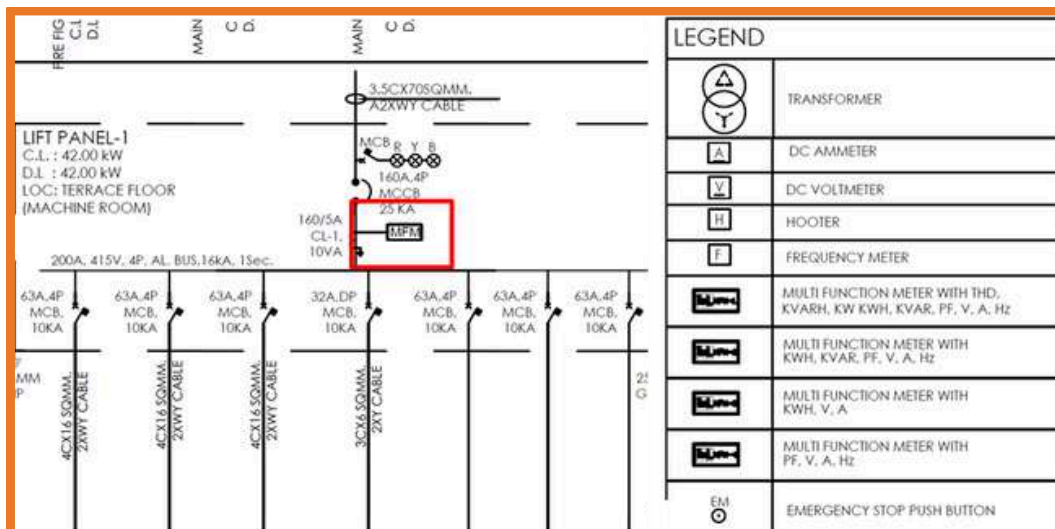 FIRE FIG
C.L
D.L
MAIN
C
D.
MAIN
C
D.
3.5CX70SQMM.
A2XWY CABLE
LIFT PANEL-1
C.L. : 42.00 kW
D.L : 42.00 kW
LOC: TERRACE FLOOR
(MACHINE ROOM)
MCB R Y B
160A,4P
MCCB
25 KA
160/5A
CL-1,
10VA
MFM
200A, 415V, 4P, AL. BUS,16kA, 1Sec.
63A,4P
MCB,
10KA
63A,4P
MCB,
10KA
63A,4P
MCB,
10KA
32A,DP
MCB,
10KA
63A,4P
MCB,
10KA
63A,4P
MCB,
10KA
63A,4P
MCB,
10KA
MM
P
4CX16 SQMM.
2XWY CABLE
4CX16 SQMM.
2XWY CABLE
4CX16 SQMM.
2XWY CABLE
3CX6 SQMM.
2XY CABLE
LEGEND
TRANSFORMER
A
DC AMMETER
V
DC VOLTMETER
H
HOOTER
F
FREQUENCY METER
MULTI FUNCTION METER WITH THD,
KVARH, KW KWH, KVAR, PF, V, A, Hz
MULTI FUNCTION METER WITH
KWH, KVAR, PF, V, A, Hz
MULTI FUNCTION METER WITH
KWH, V, A
MULTI FUNCTION METER WITH
PF, V, A, Hz
EM
EMERGENCY STOP PUSH BUTTON